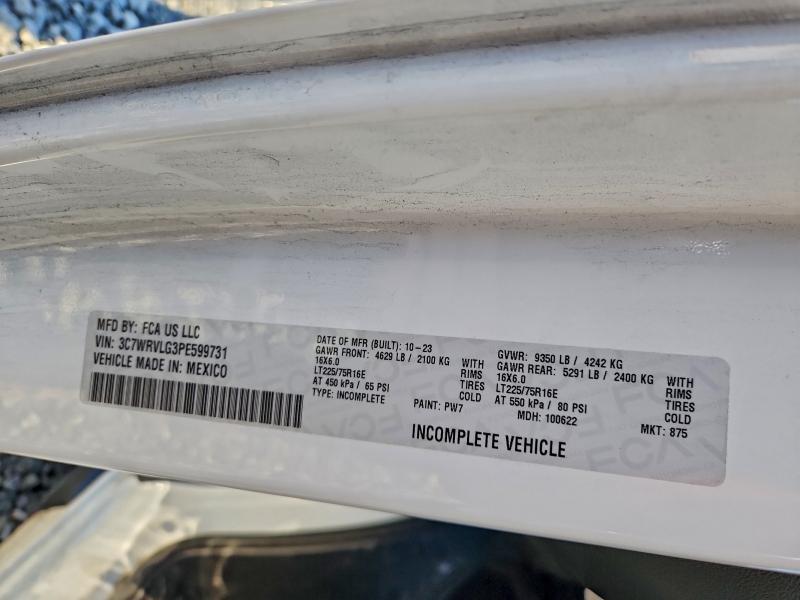 MFD BY: FCA US LLC
VIN: 3C7WRVLG3PE599731
VEHICLE MADE IN: MEXICO
DATE OF MFR (BUILT): 10-23
GAWR FRONT: 4629 LB / 2100 KG WITH
16X6.0 RIMS
LT225/75R16E TIRES
AT 450 kPa / 65 PSI COLD
TYPE: INCOMPLETE
PAINT: PW7
GVWR: 9350 LB / 4242 KG
GAWR REAR: 5291 LB / 2400 KG WITH
16X6.0 RIMS
LT225/75R16E TIRES
AT 550 kPa / 80 PSI COLD
MDH: 100622
MKT: 875
INCOMPLETE VEHICLE